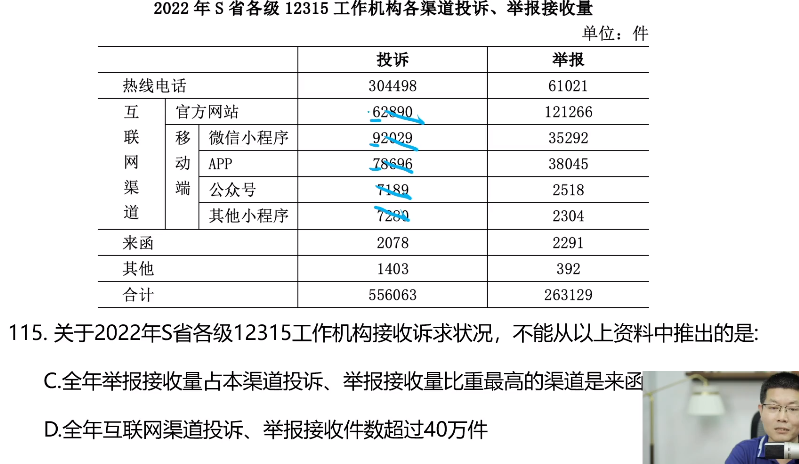 2022 年 S 省各级 12315 工作机构各渠道投诉、举报接收量
单位：件
投诉 举报
热线电话 304498 61021
互联网渠道 官方网站 62890 121266
移动端 微信小程序 92029 35292
APP 78696 38045
公众号 7189 2518
其他小程序 7280 2304
来函 2078 2291
其他 1403 392
合计 556063 263129
115. 关于2022年S省各级12315工作机构接收诉求状况，不能从以上资料中推出的是:
C.全年举报接收量占本渠道投诉、举报接收量比重最高的渠道是来函
D.全年互联网渠道投诉、举报接收件数超过40万件